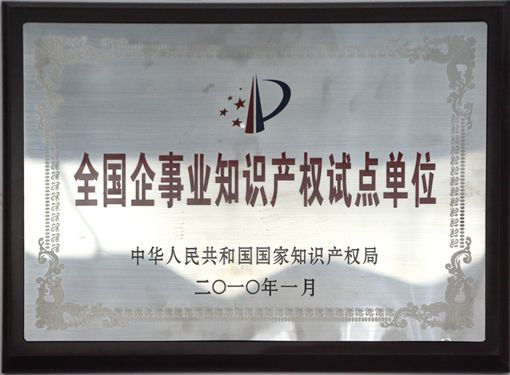 全国企事业知识产权试点单位
中华人民共和国国家知识产权局
二〇一〇年一月